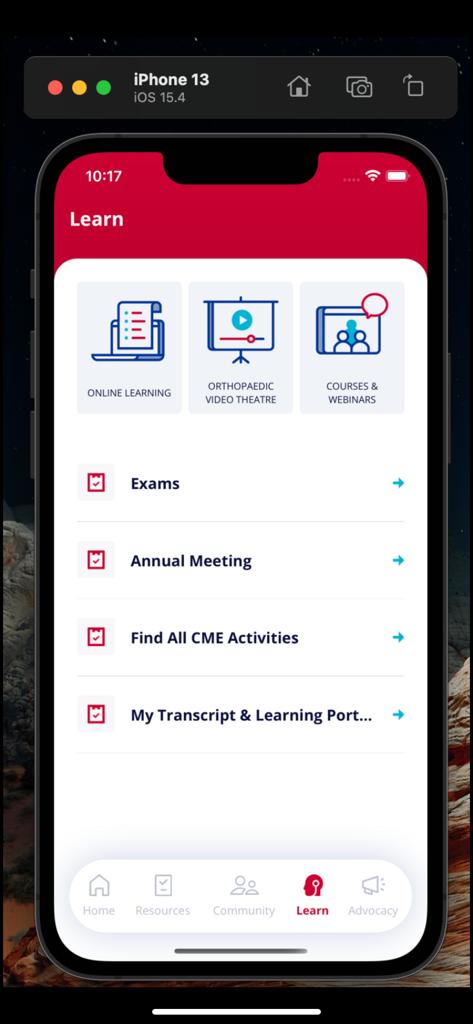 iPhone 13
iOS 15.4
10:17
Learn
ONLINE LEARNING
ORTHOPAEDIC
VIDEO THEATRE
COURSES &
WEBINARS
Exams
Annual Meeting
Find All CME Activities
My Transcript & Learning Port...
Home
Resources
Community
Learn
Advocacy